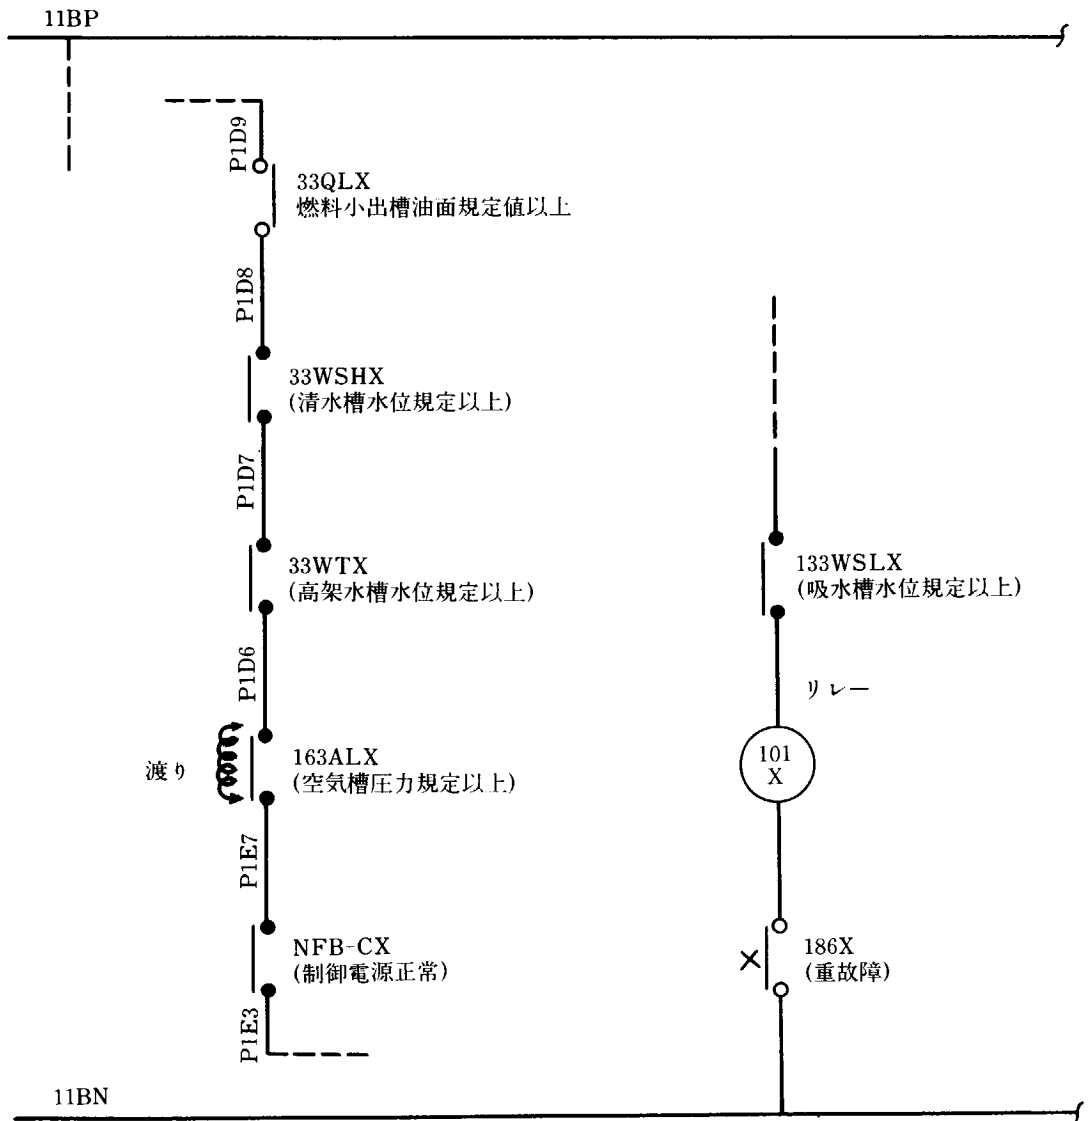 11BP
P1D9
33QLX
燃料小出槽油面規定値以上
P1D8
33WSHX
(清水槽水位規定以上)
P1D7
33WTX
(高架水槽水位規定以上)
P1D6
渡り
163ALX
(空気槽圧力規定以上)
P1E7
NFB-CX
(制御電源正常)
P1E3
133WSLX
(吸水槽水位規定以上)
リレー
101
X
186X
(重故障)
11BN